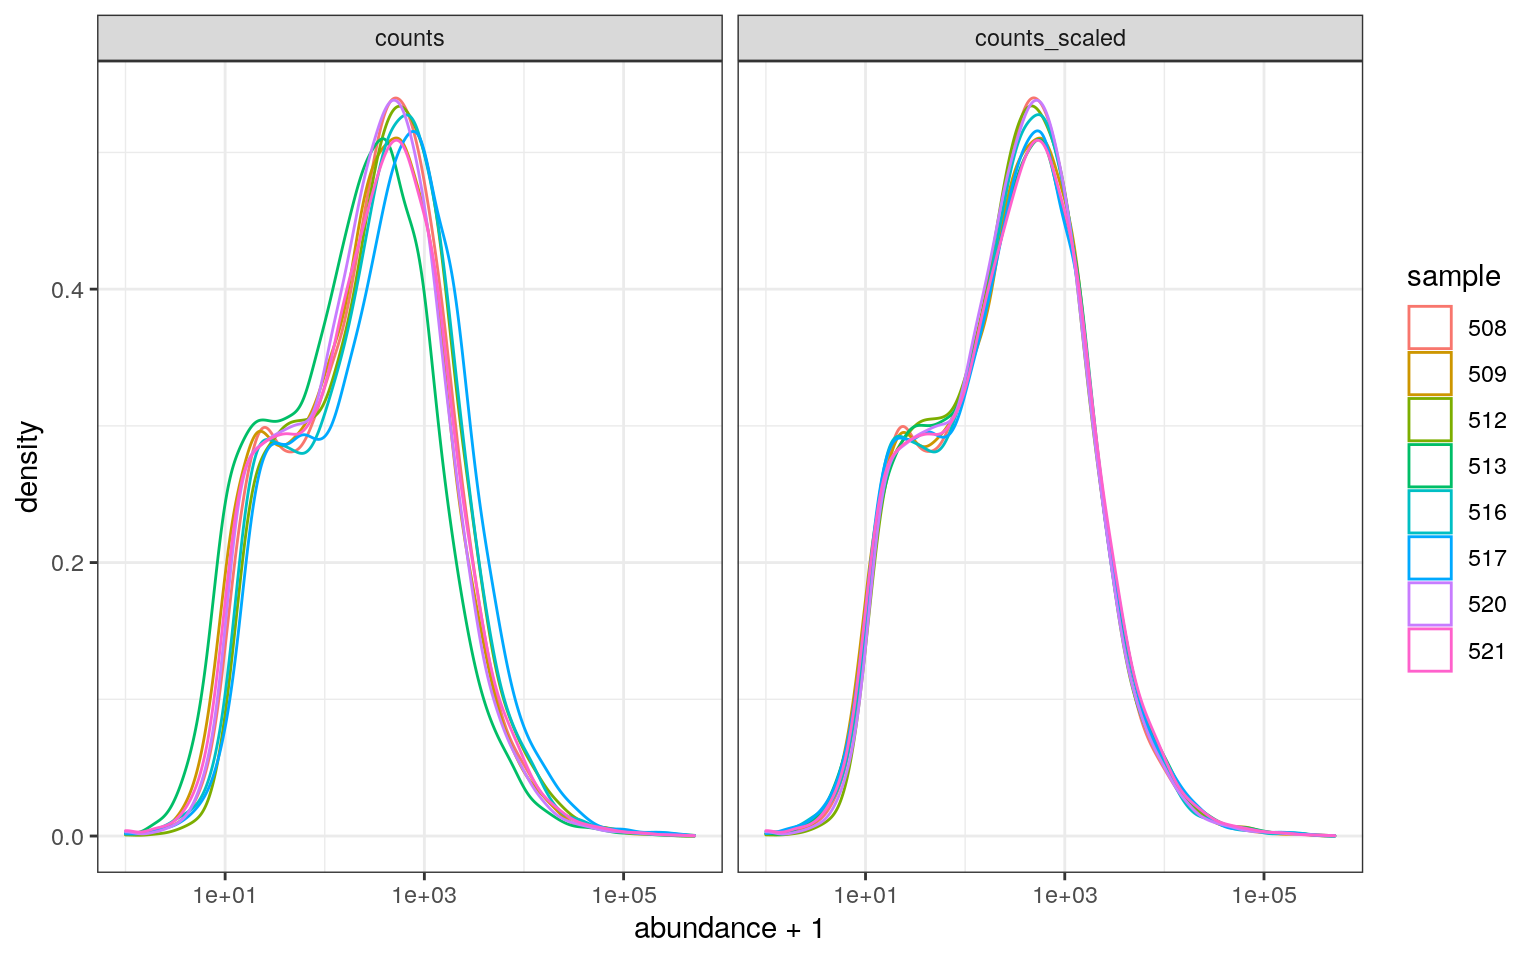 counts
counts_scaled
density
0.4
0.2
0.0
1e+01
1e+03
1e+05
1e+01
1e+03
1e+05
abundance + 1
sample
508
509
512
513
516
517
520
521